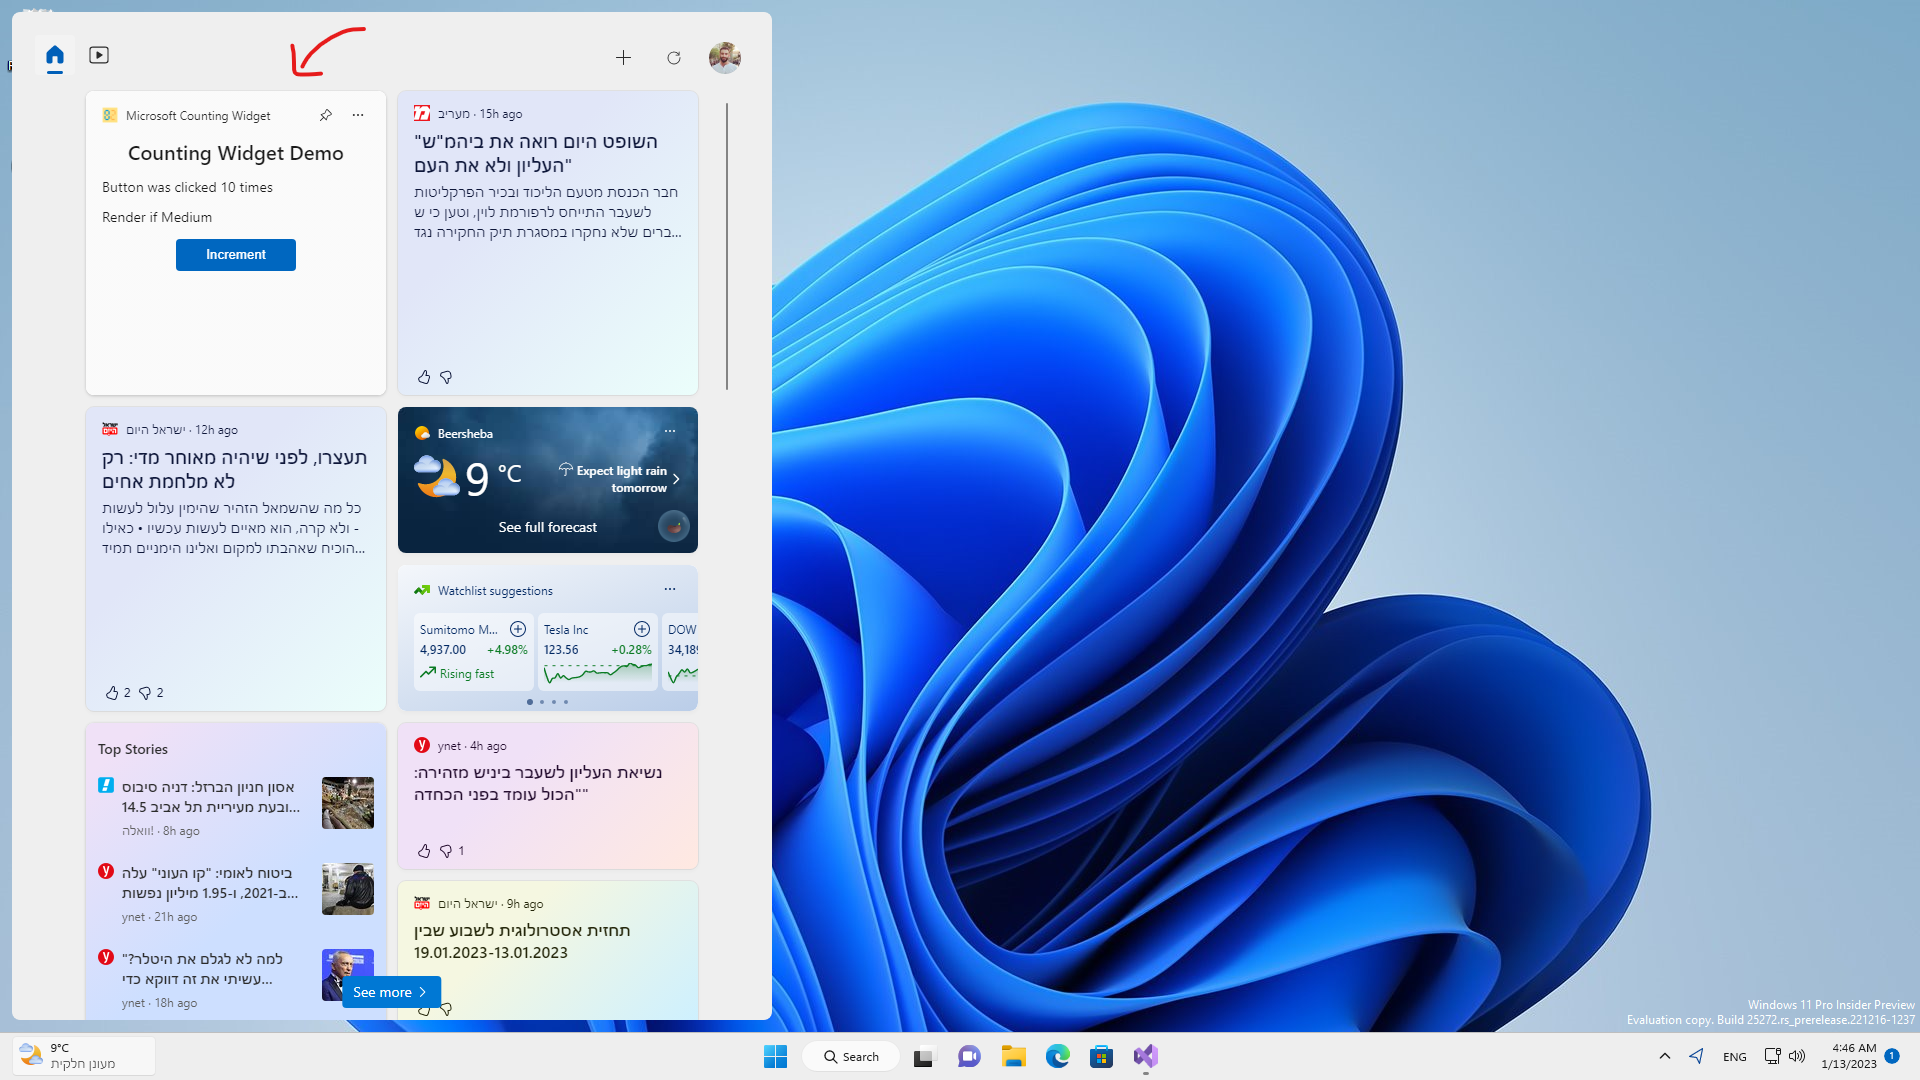 Microsoft Counting Widget
Counting Widget Demo
Button was clicked 10 times
Render if Medium
Increment
מעריב · 15h ago
"השופט היום רואה את ביהמ"ש
העליון ולא את העם"
חבר הכנסת מטעם הליכוד ובכיר הפרקליטות
לשעבר התייחס לרפורמת לוין, וטען כי ש
ברים שלא נחקרו במסגרת תיק החקירה נגד...
ישראל היום · 12h ago
תעצרו, לפני שיהיה מאוחר מדי: רק
לא מלחמת אחים
כל מה שהשמאל הזהיר שהימין עלול לעשות
- ולא קרה, הוא מאיים לעשות עכשיו • כאילו
הוכיח שאהבתו למקום ואלינו הימניים תמיד...
2 2
Beersheba
9 °C
Expect light rain
tomorrow
See full forecast
Watchlist suggestions
Sumitomo M...
4,937.00 +4.98%
Rising fast
Tesla Inc
123.56 +0.28%
DOW
34,189
Top Stories
אסון חניון הברזל: דניה סיבוס
ובעת מעיריית תל אביב 14.5...
וואלה! · 8h ago
ביטוח לאומי: "קו העוני" עלה
ב-2021, ו-1.95 מיליון נפשות...
ynet · 21h ago
"למה לא לגלם את היטלר?
עשיתי את זה דווקא כדי...
ynet · 18h ago
See more
ynet · 4h ago
נשיאת העליון לשעבר ביניש מזהירה:
"הכול עומד בפני הכחדה"
1
ישראל היום · 9h ago
תחזית אסטרולוגית לשבוע שבין
19.01.2023-13.01.2023
Windows 11 Pro Insider Preview
Evaluation copy. Build 25272.rs_prerelease.221216-1237
9°C
מעונן חלקית
Search
ENG
4:46 AM
1/13/2023
1